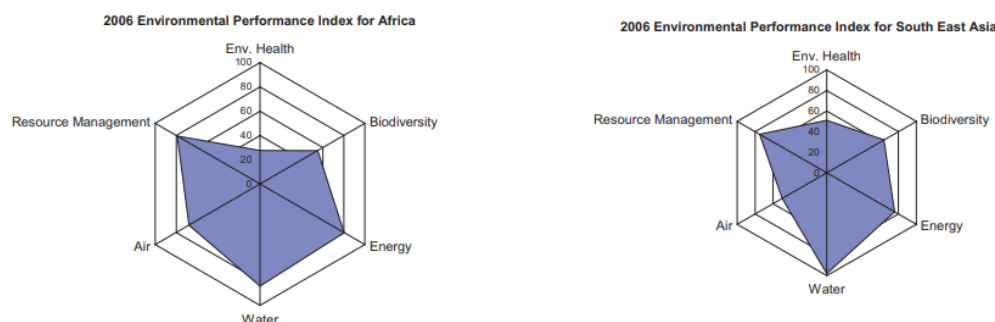 2006 Environmental Performance Index for Africa
Env. Health
100
80
60
40
20
0
Resource Management
Biodiversity
Air
Energy
Water
2006 Environmental Performance Index for South East Asia
Env. Health
100
80
60
40
20
0
Resource Management
Biodiversity
Air
Energy
Water